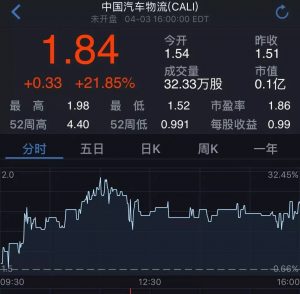 中国汽车物流(CALI)
未开盘 04-03 16:00:00 EDT
1.84
+0.33 +21.85%
今开 昨收
1.54 1.51
成交量 市值
32.33万股 0.1亿
最 高 1.98 最 低 1.52 市盈率 1.86
52周高 4.40 52周低 0.991 每股收益 0.99
分时 五日 日K 周K 一年
2.0 32.45%
1.5 0.66%
09:30 12:30 16:00